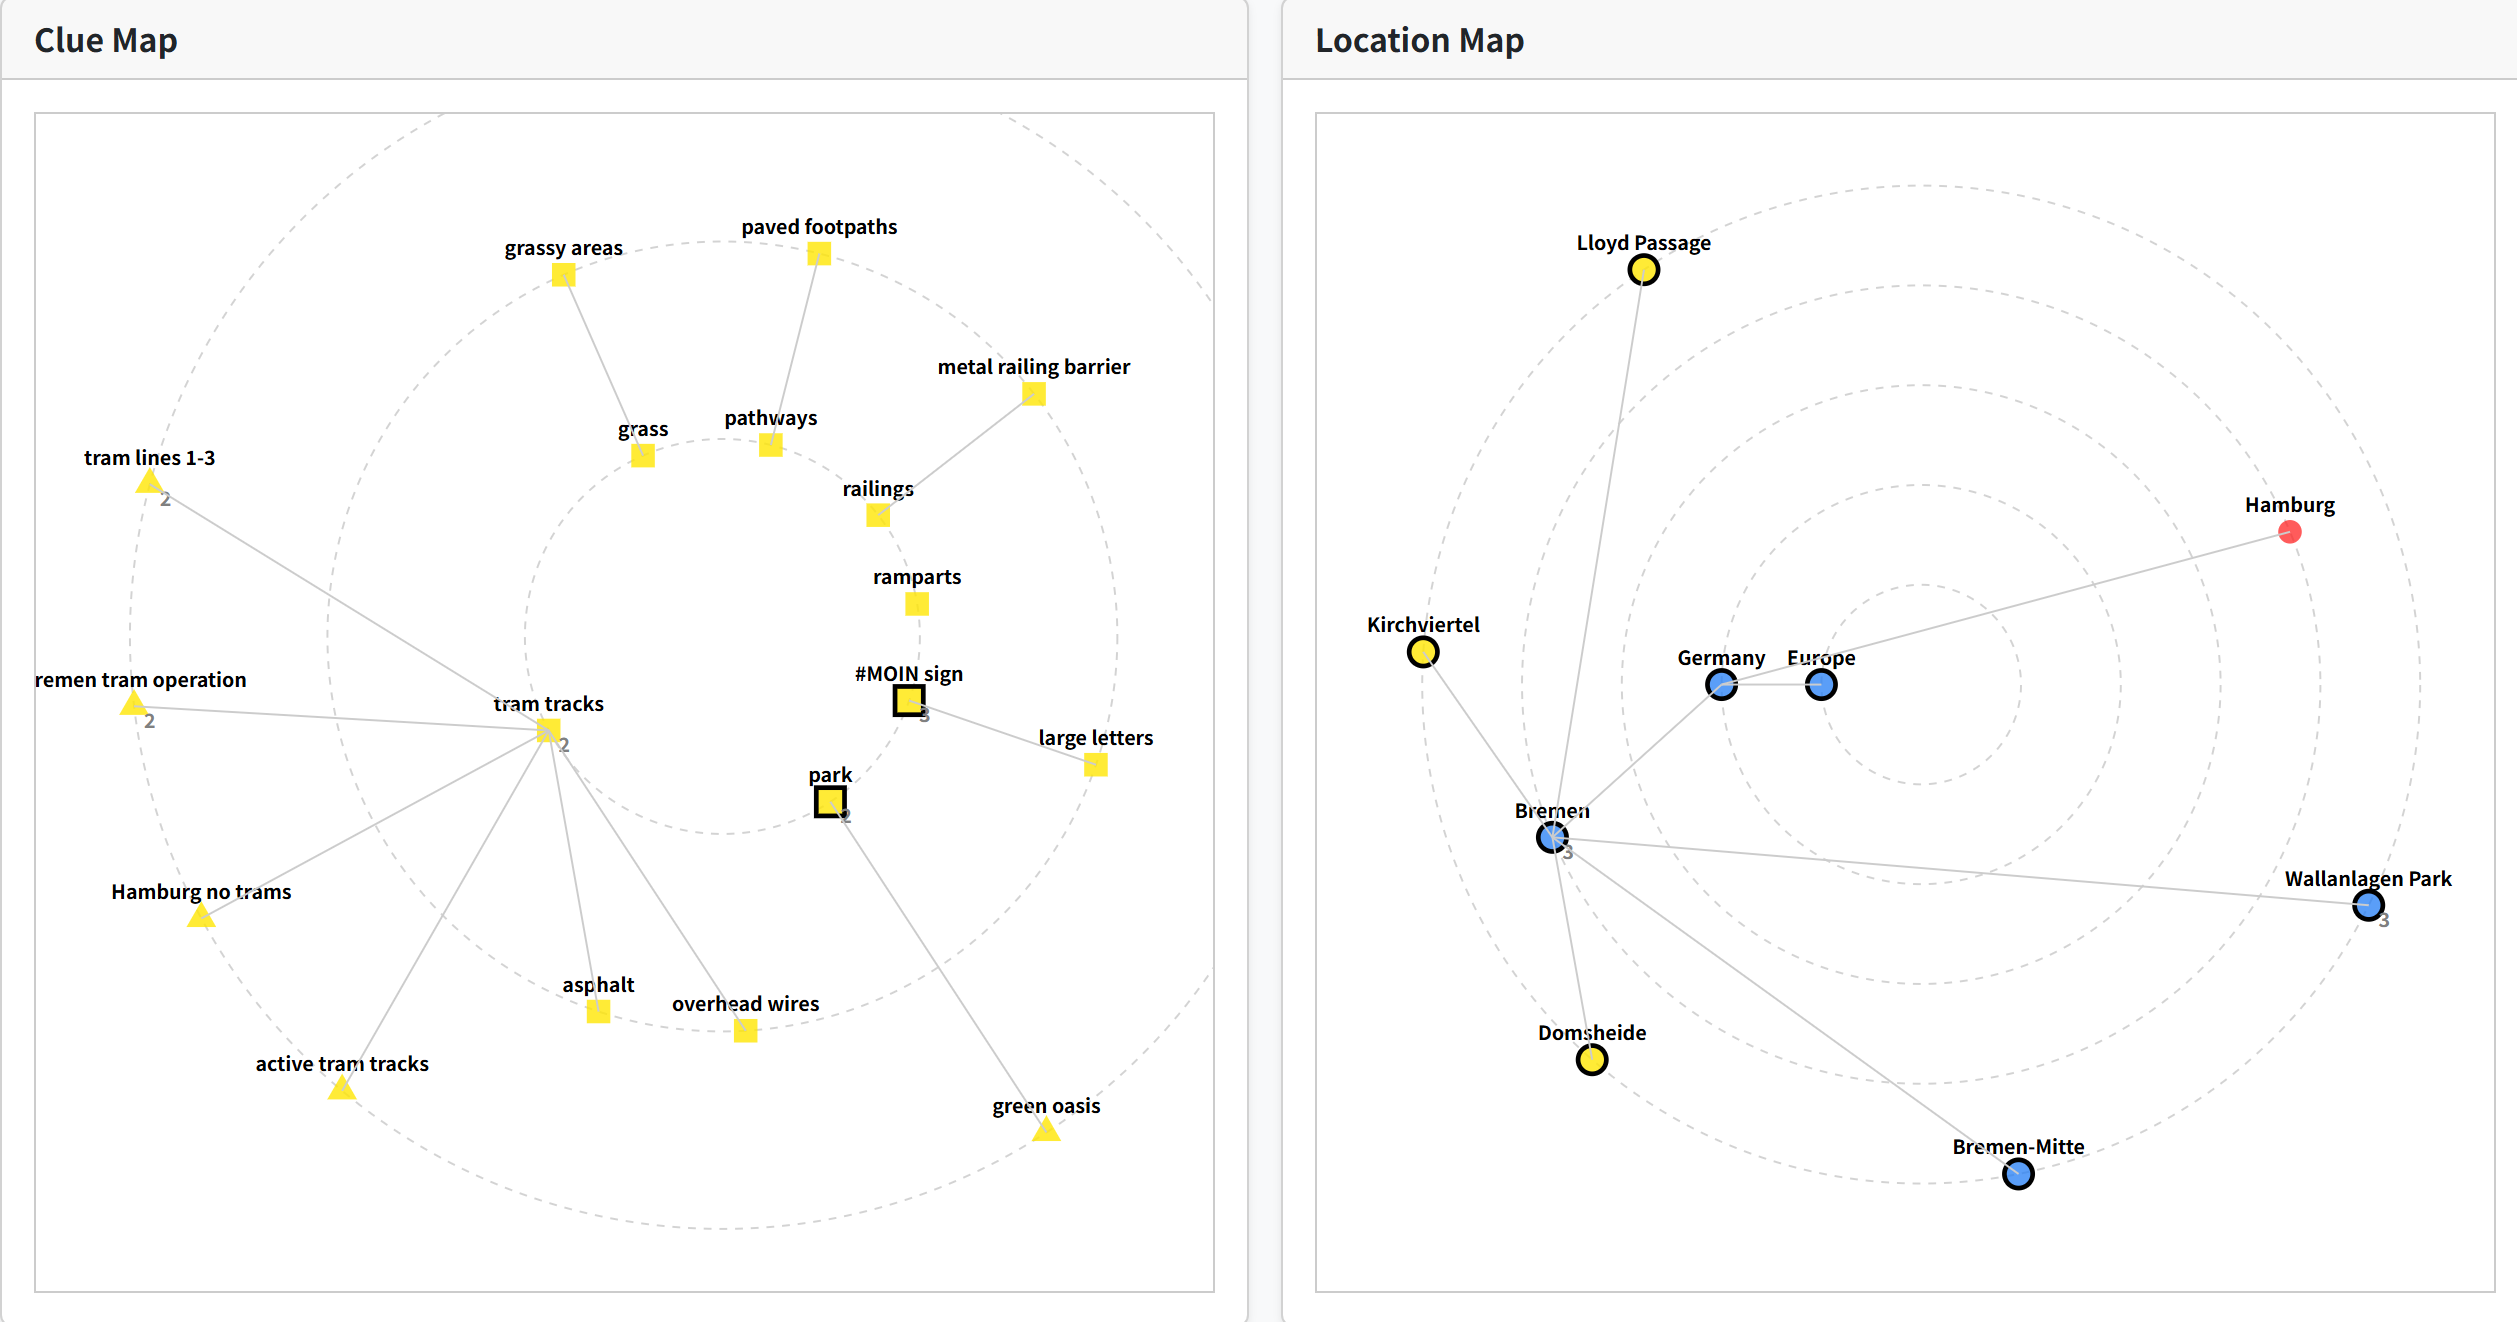 Clue Map
Location Map
paved footpaths
grassy areas
metal railing barrier
pathways
grass
tram lines 1-3
2
railings
ramparts
#MOIN sign
3
remen tram operation
2
tram tracks
2
large letters
park
2
Hamburg no trams
asphalt
overhead wires
active tram tracks
green oasis
Lloyd Passage
Hamburg
Kirchviertel
Germany
Europe
Bremen
3
Wallanlagen Park
3
Domsheide
Bremen-Mitte